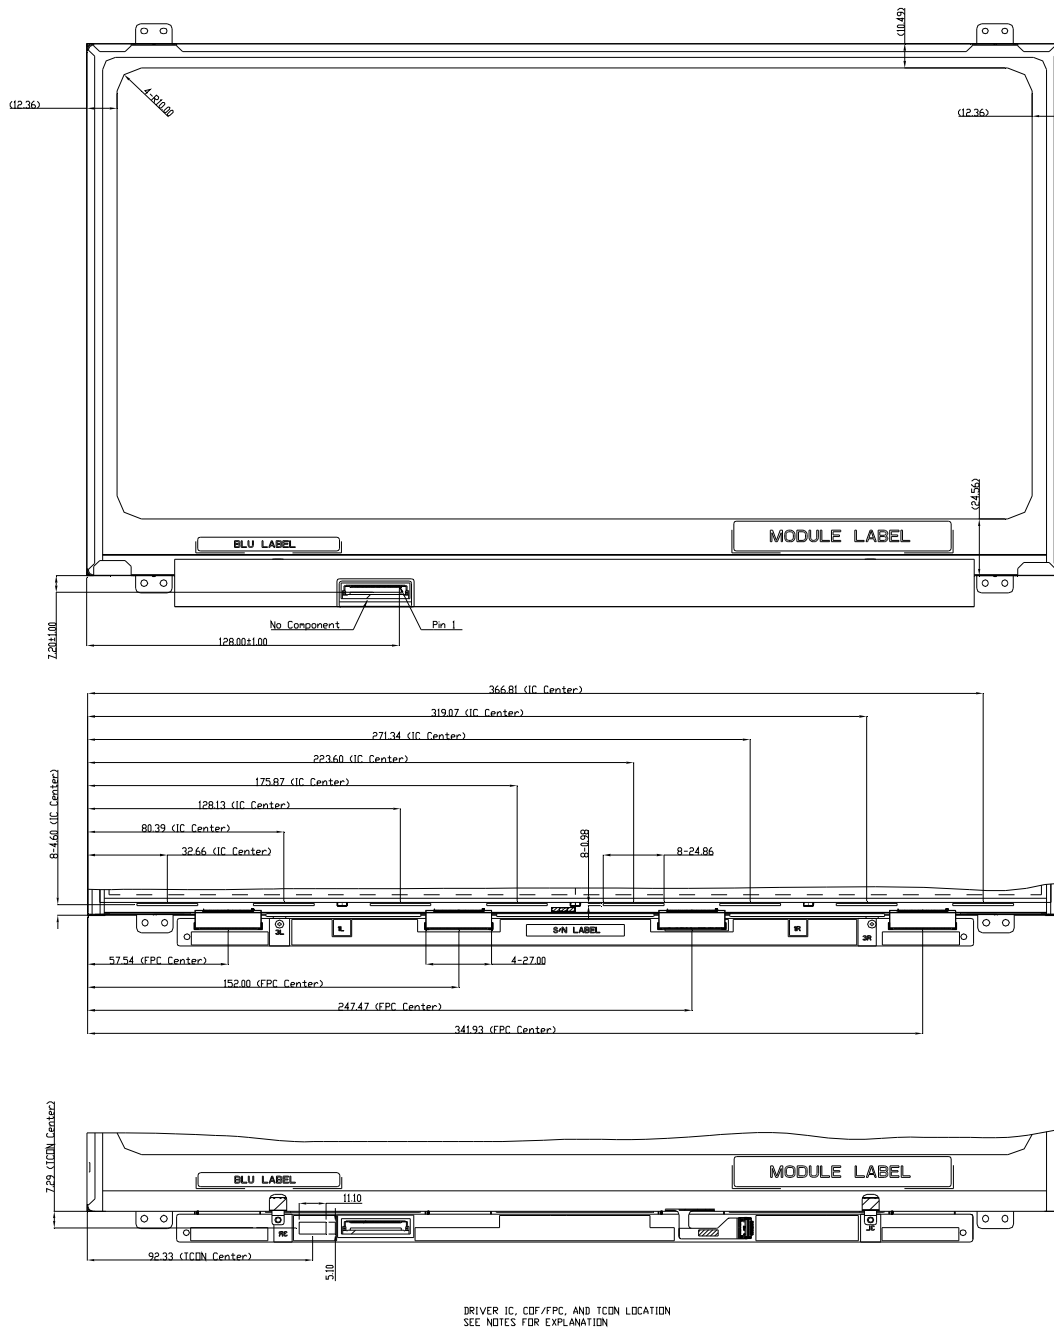 (10.49)
(12.36)
4-R10.00
(12.36)
(24.56)
BLU LABEL
MODULE LABEL
No Component
Pin 1
7.20±1.00
128.00±1.00
366.81 (IC Center)
319.07 (IC Center)
271.34 (IC Center)
223.60 (IC Center)
175.87 (IC Center)
128.13 (IC Center)
80.39 (IC Center)
32.66 (IC Center)
8-4.60 (IC Center)
8-0.98
8-24.86
3L
1L
S/N LABEL
1R
3R
57.54 (FPC Center)
4-27.00
152.00 (FPC Center)
247.47 (FPC Center)
341.93 (FPC Center)
7.29 (TCON Center)
BLU LABEL
MODULE LABEL
11.10
92.33 (TCON Center)
5.10
DRIVER IC, COF/FPC, AND TCON LOCATION
SEE NOTES FOR EXPLANATION